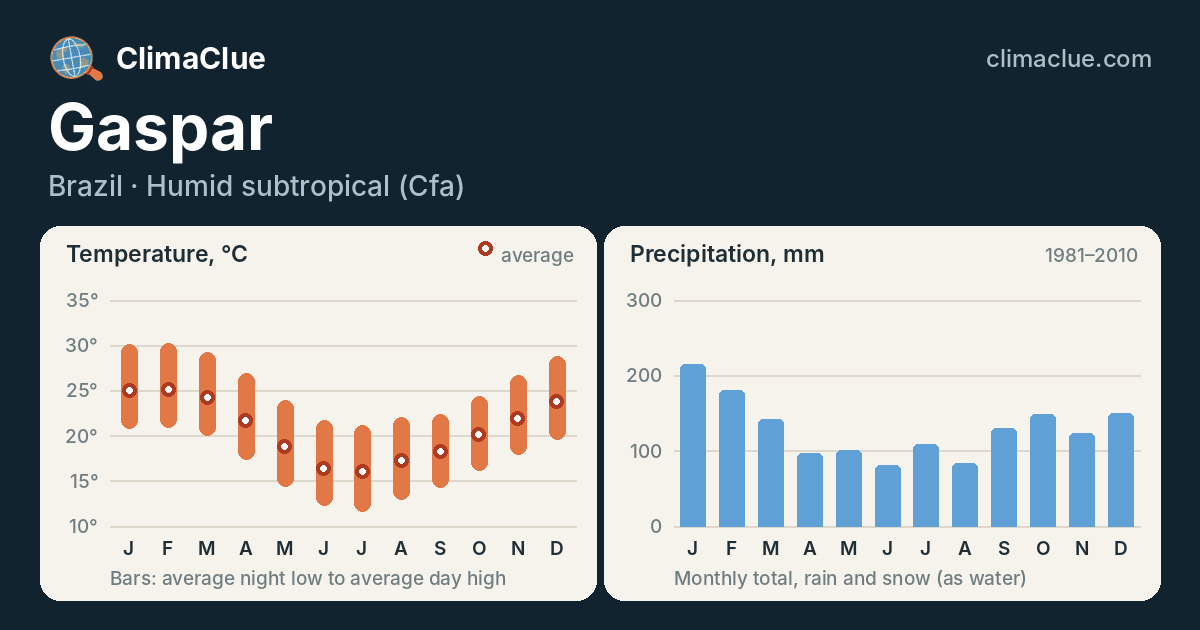 ClimaClue
climaclue.com
Gaspar
Brazil · Humid subtropical (Cfa)
Temperature, °C
average
35°
30°
25°
20°
15°
10°
J F M A M J J A S O N D
Bars: average night low to average day high
Precipitation, mm
1981–2010
300
200
100
0
J F M A M J J A S O N D
Monthly total, rain and snow (as water)